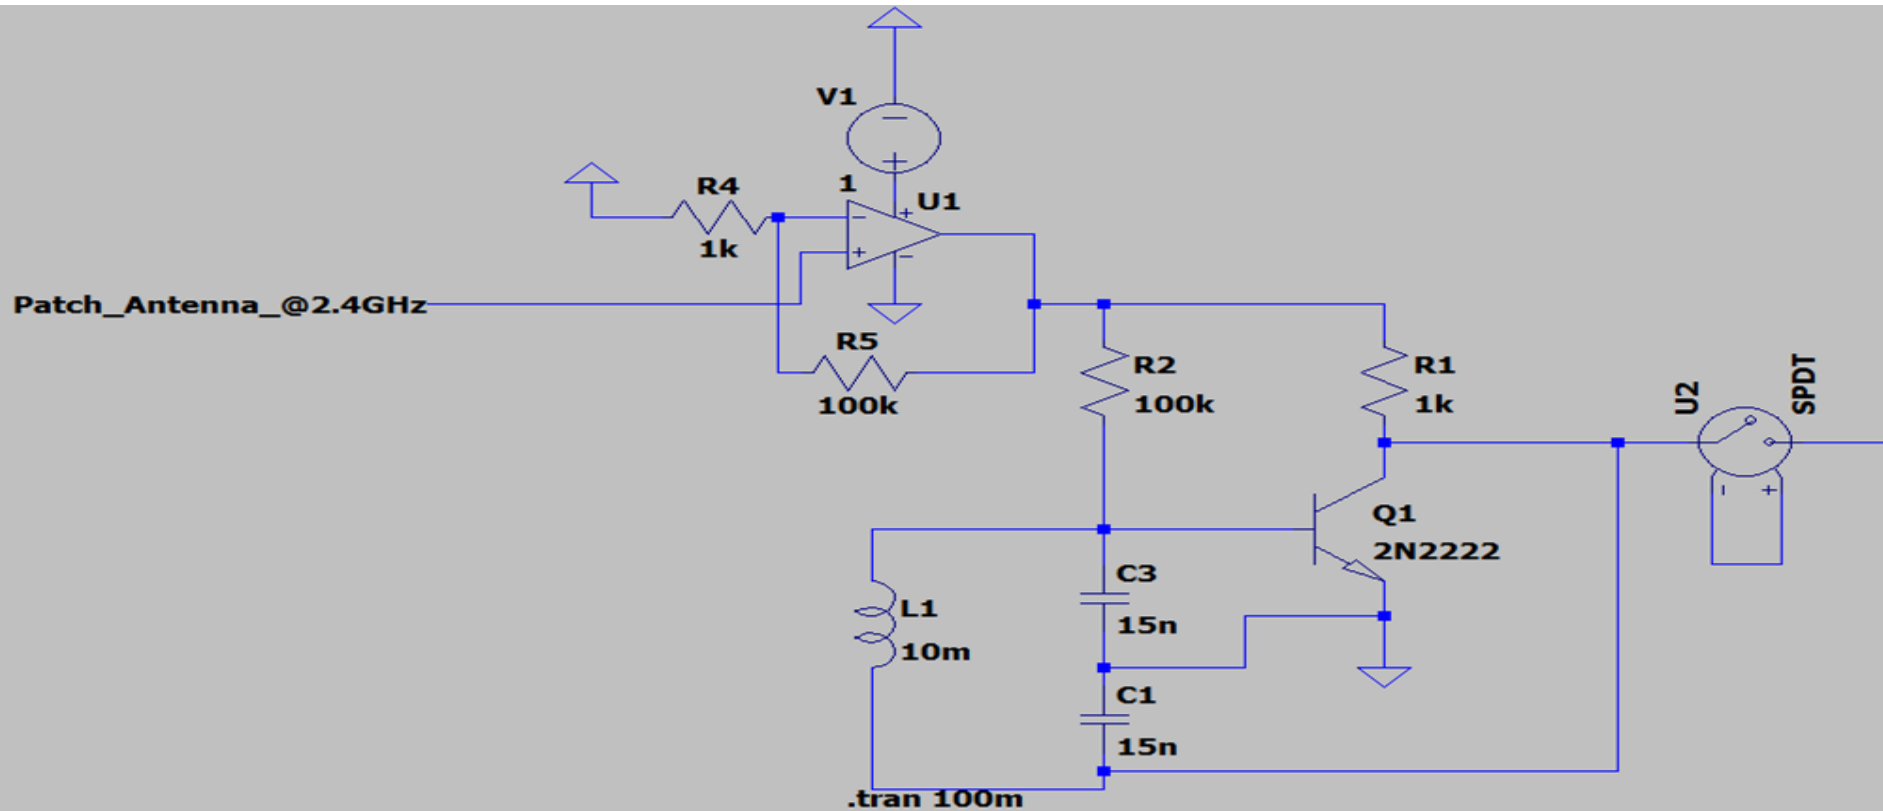 V1
1
U1
R4
1k
Patch_Antenna_@2.4GHz
R5
100k
R2
100k
R1
1k
U2
SPDT
Q1
2N2222
C3
15n
L1
10m
C1
15n
.tran 100m